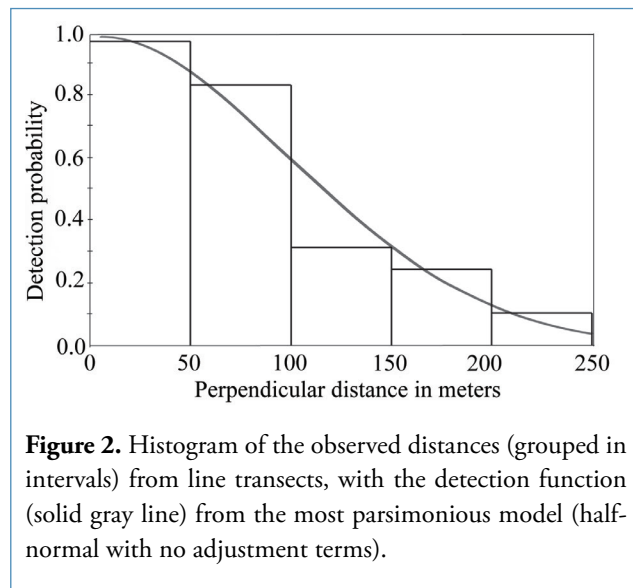 1.0
0.8
0.6
0.4
0.2
0.0
Detection probability
0 50 100 150 200 250
Perpendicular distance in meters
Figure 2. Histogram of the observed distances (grouped in
intervals) from line transects, with the detection function
(solid gray line) from the most parsimonious model (half-
normal with no adjustment terms).